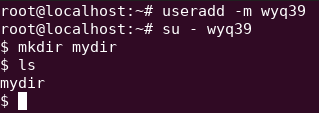 root@localhost:~# useradd -m wyq39
root@localhost:~# su - wyq39
$ mkdir mydir
$ ls
mydir
$